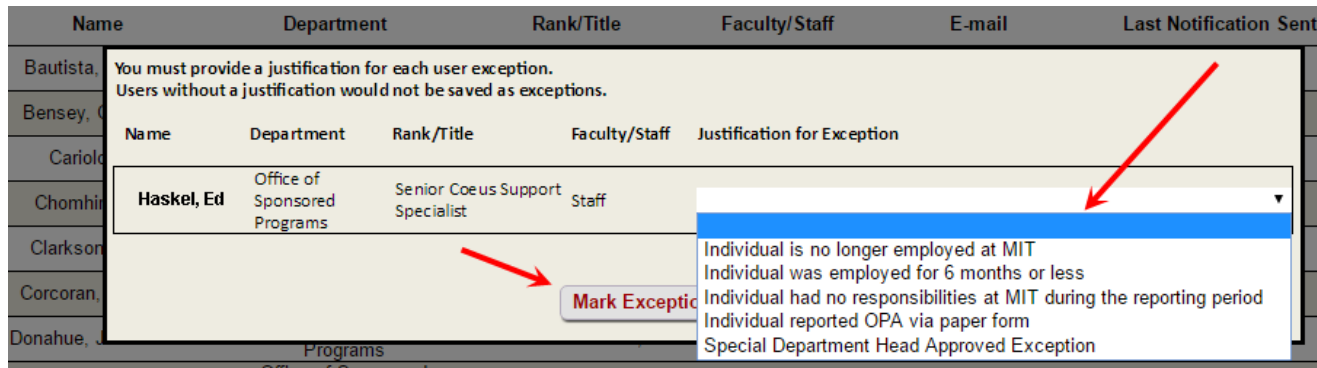 Name Department Rank/Title Faculty/Staff E-mail Last Notification Sent
Bautista,
You must provide a justification for each user exception.
Users without a justification would not be saved as exceptions.
Bensey,
Name Department Rank/Title Faculty/Staff Justification for Exception
Cariolo
Haskel, Ed Office of Sponsored Programs Senior Coeus Support Specialist Staff
Chomhir
Clarkson
Individual is no longer employed at MIT
Individual was employed for 6 months or less
Corcoran,
Mark Exceptio
Individual had no responsibilities at MIT during the reporting period
Individual reported OPA via paper form
Donahue, J
Special Department Head Approved Exception
Programs